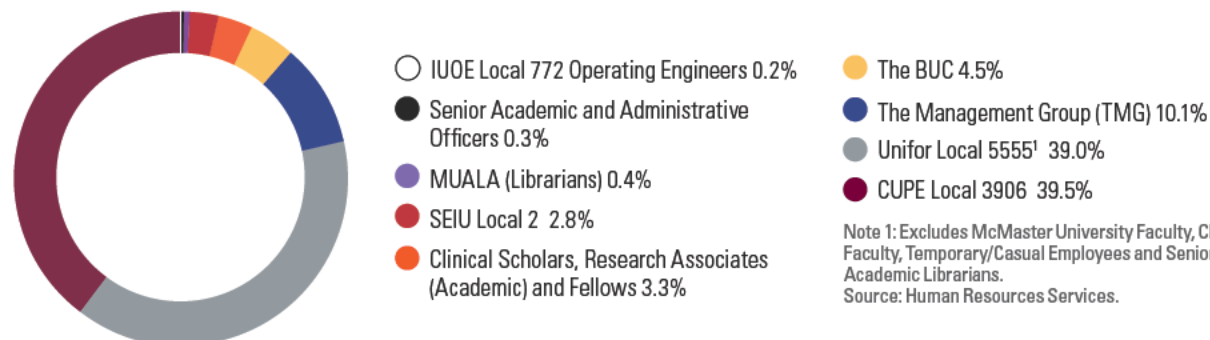 IUOE Local 772 Operating Engineers 0.2%
Senior Academic and Administrative
Officers 0.3%
MUALA (Librarians) 0.4%
SEIU Local 2 2.8%
Clinical Scholars, Research Associates
(Academic) and Fellows 3.3%
The BUC 4.5%
The Management Group (TMG) 10.1%
Unifor Local 5555¹ 39.0%
CUPE Local 3906 39.5%
Note 1: Excludes McMaster University Faculty,
Faculty, Temporary/Casual Employees and Senior
Academic Librarians.
Source: Human Resources Services.